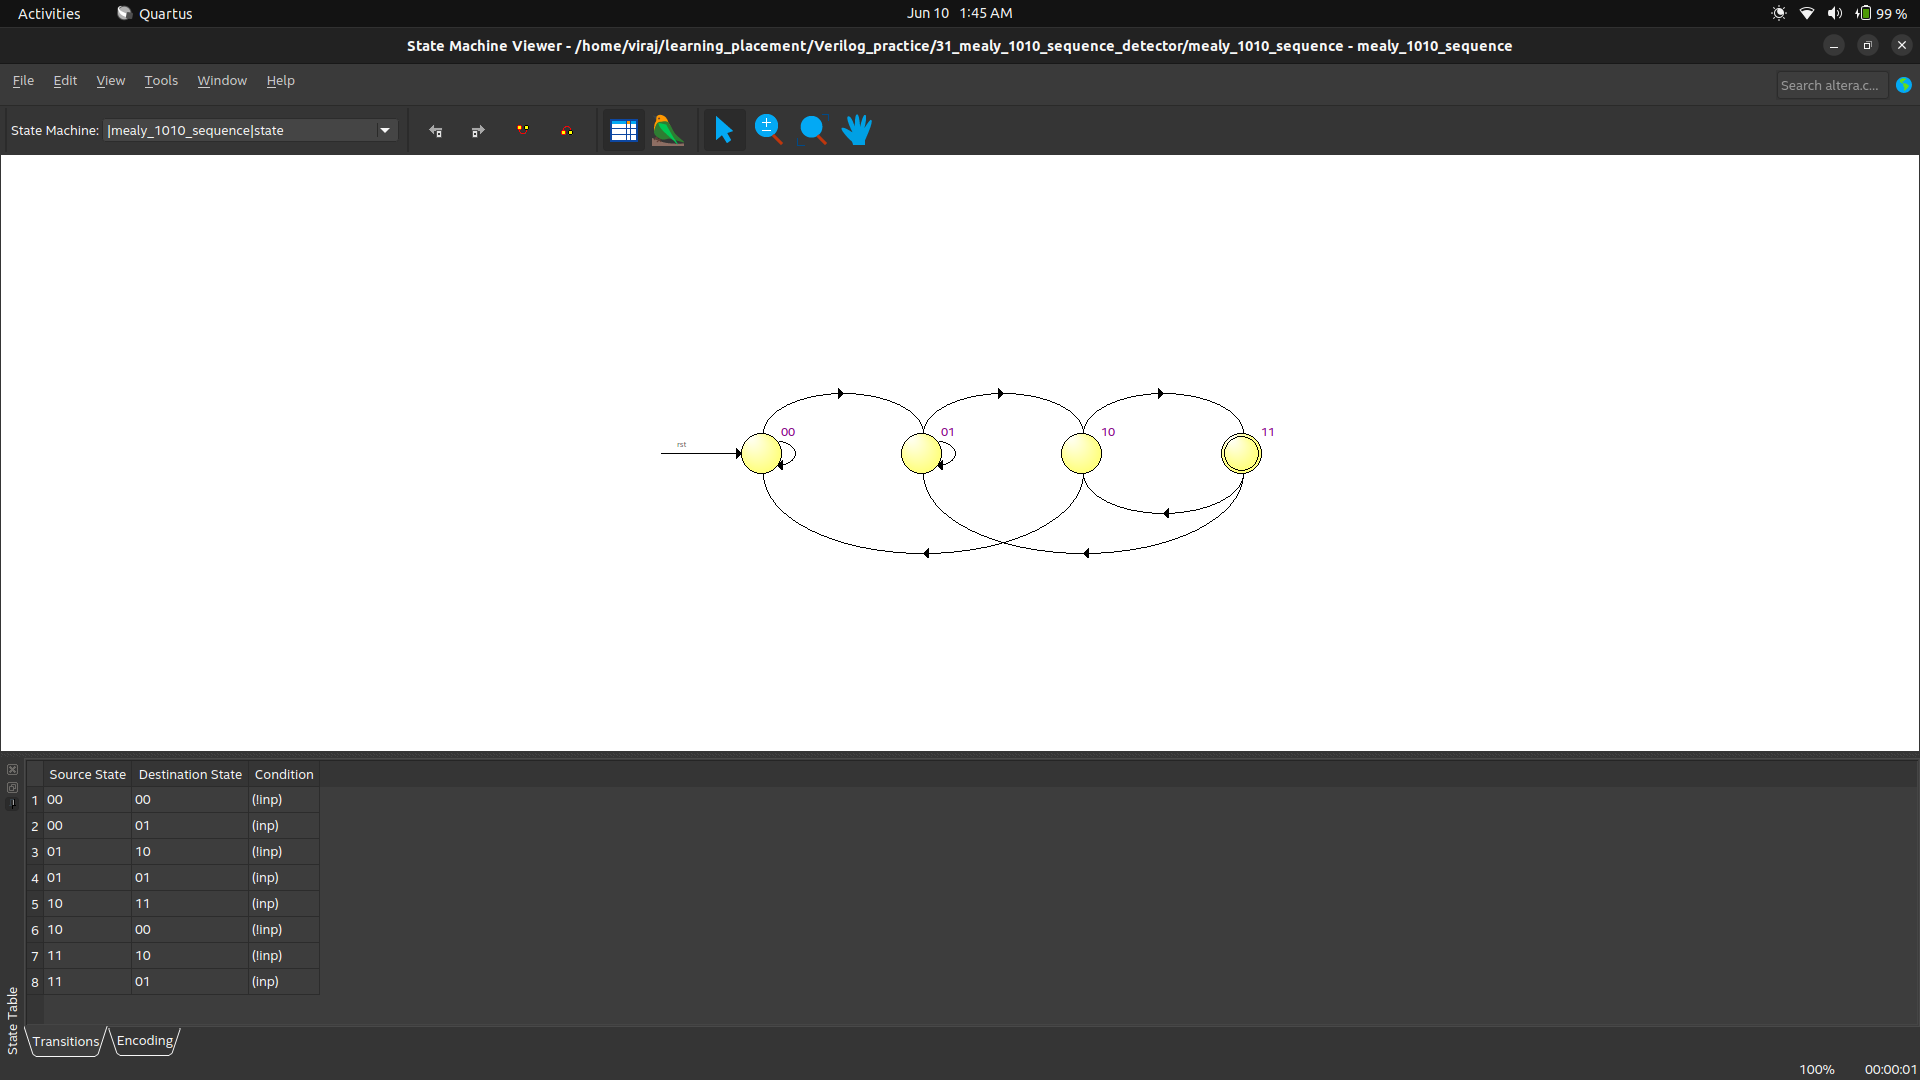 Activities Quartus Jun 10 1:45 AM 99 %
State Machine Viewer - /home/viraj/learning_placement/Verilog_practice/31_mealy_1010_sequence_detector/mealy_1010_sequence - mealy_1010_sequence
File Edit View Tools Window Help Search altera.c...
State Machine: |mealy_1010_sequence|state
rst 00 01 10 11
Source State Destination State Condition
1 00 00 (!inp)
2 00 01 (inp)
3 01 10 (!inp)
4 01 01 (inp)
5 10 11 (inp)
6 10 00 (!inp)
7 11 10 (!inp)
8 11 01 (inp)
State Table
Transitions Encoding
100% 00:00:01